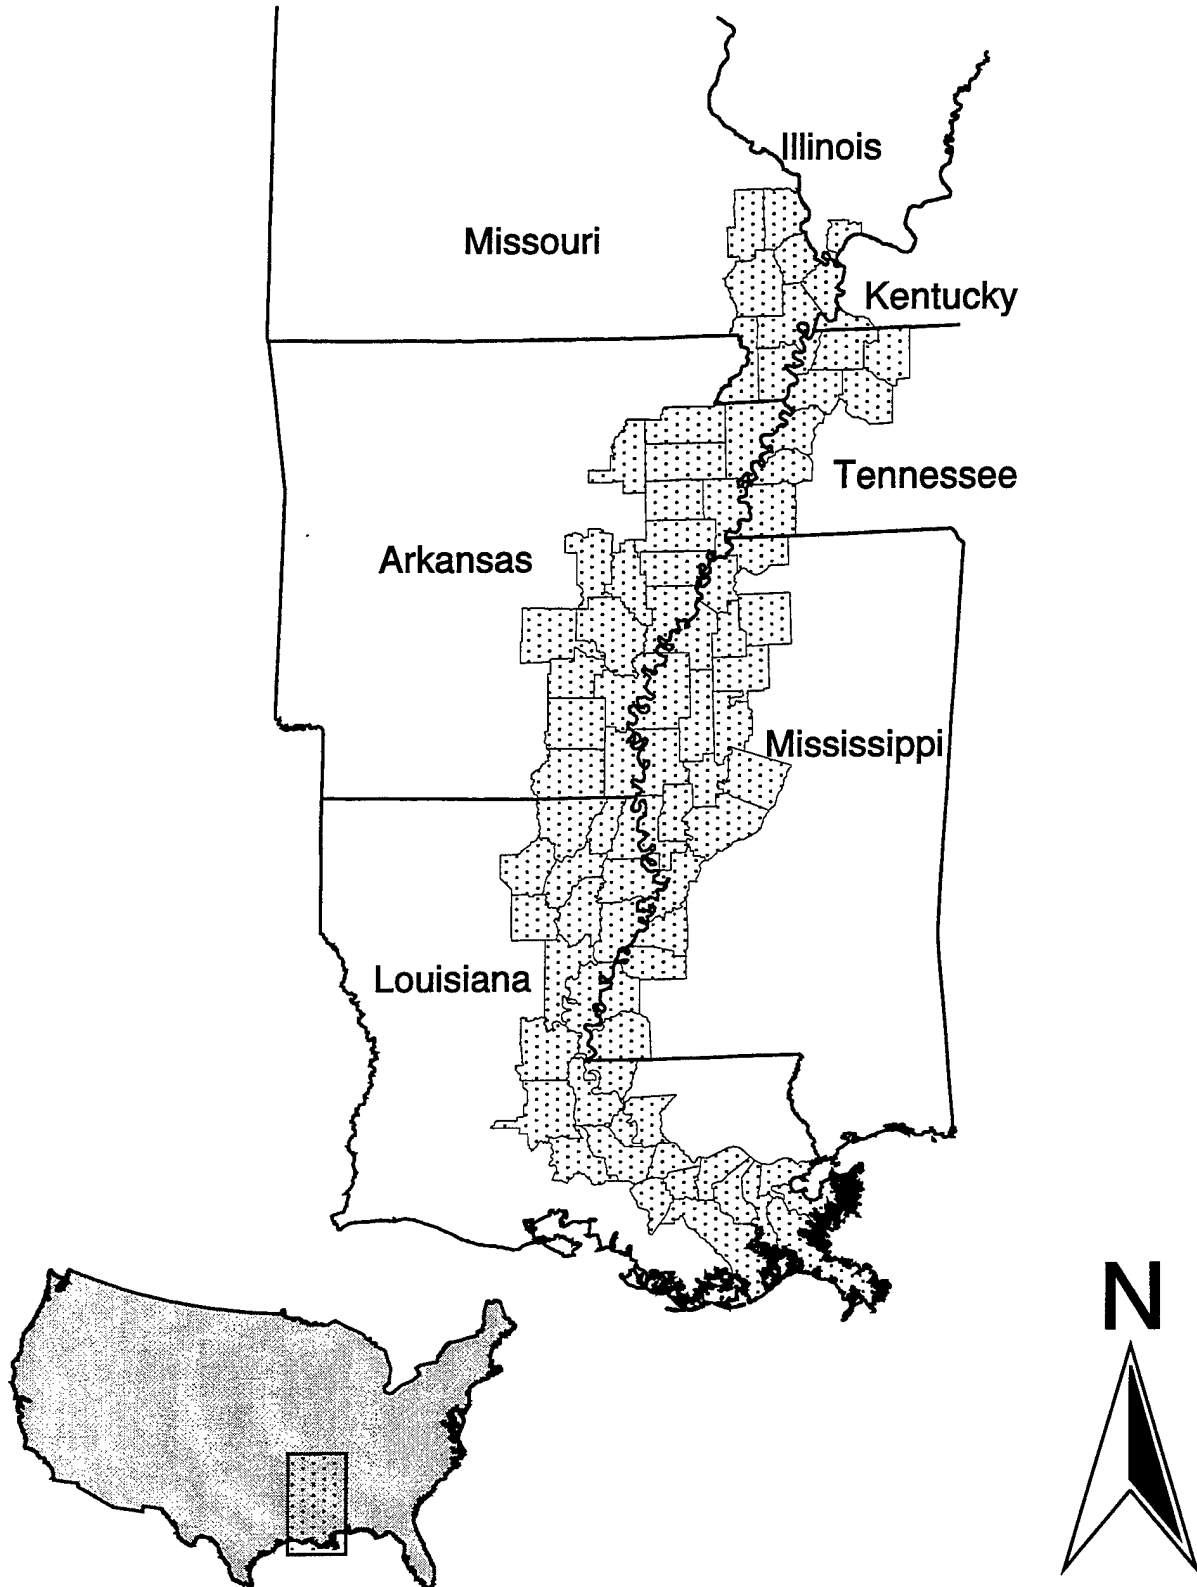 Illinois
Missouri
Kentucky
Tennessee
Arkansas
Mississippi
Louisiana
N